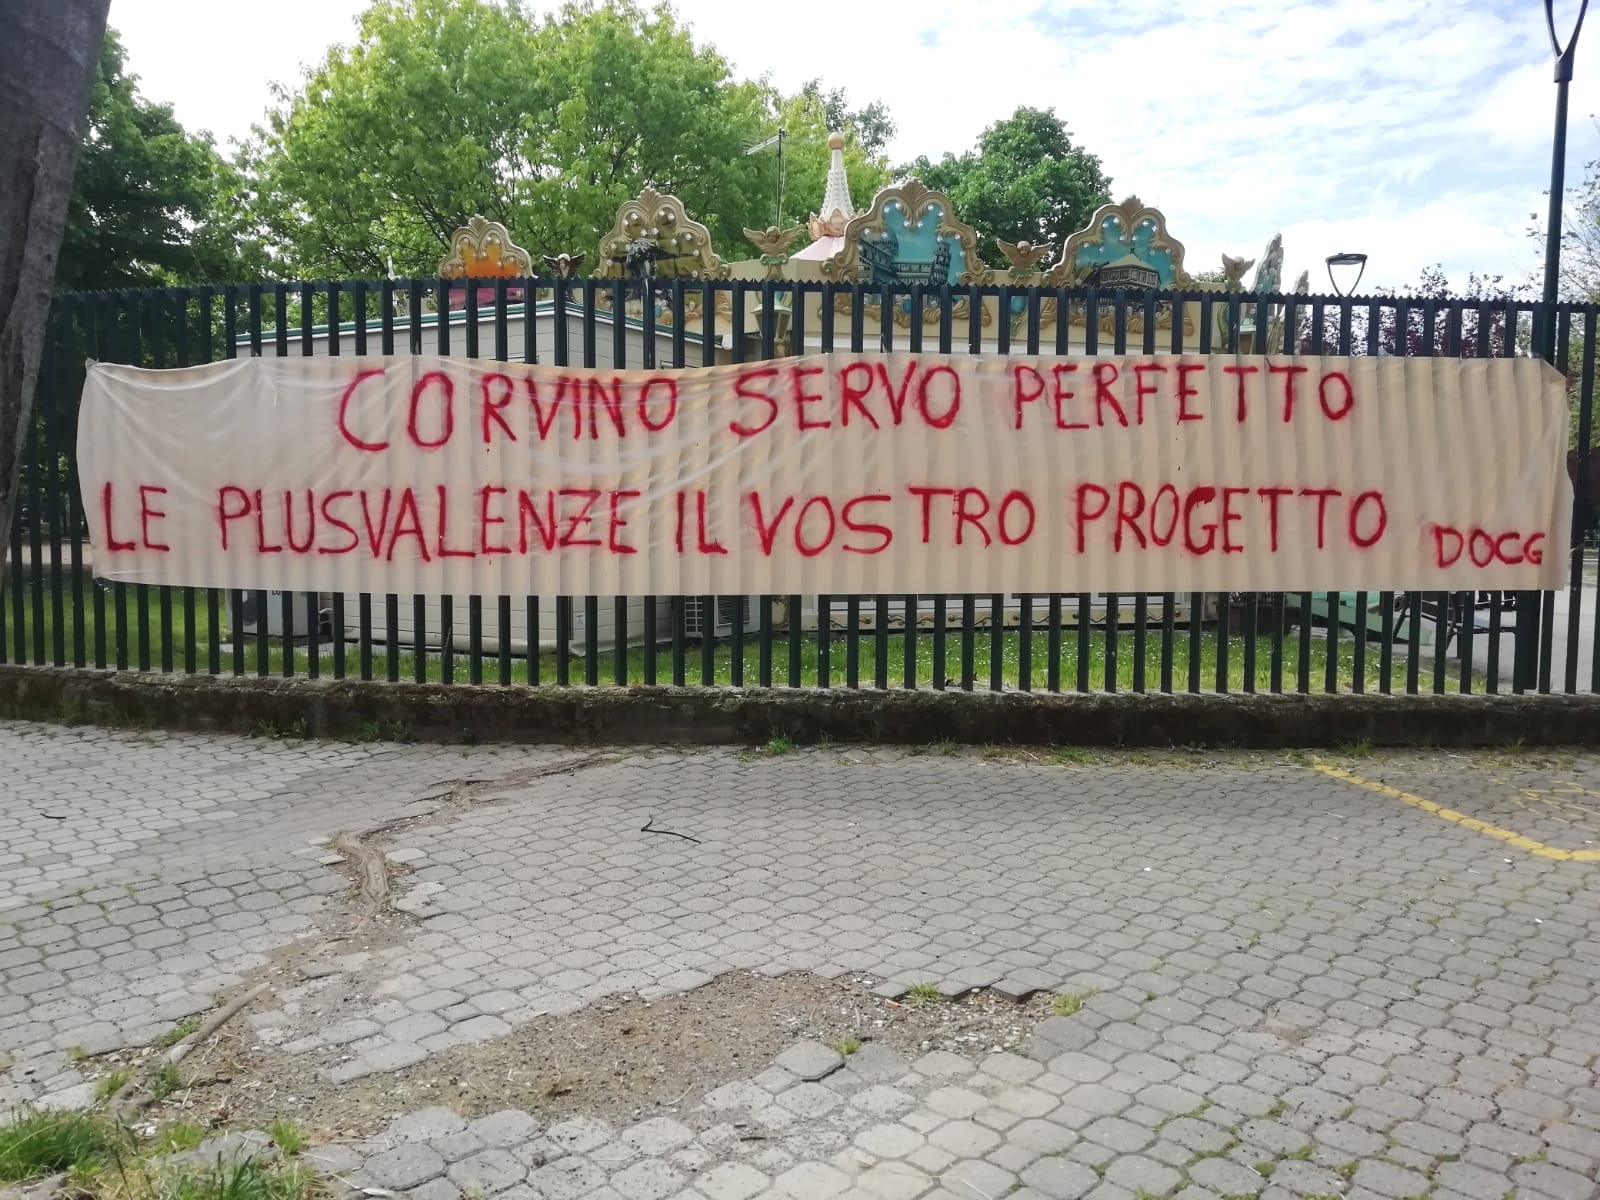 CORVINO SERVO PERFETTO
LE PLUSVALENZE IL VOSTRO PROGETTO DOCG